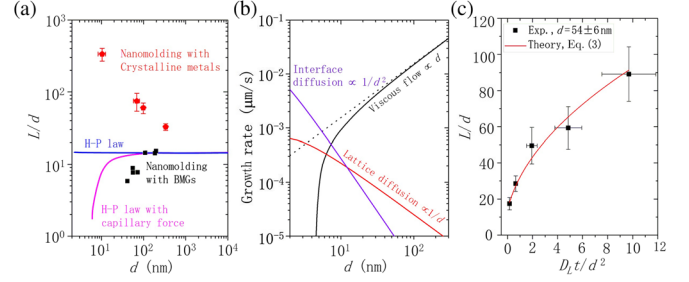 (a)
10³
10²
10¹
10⁰
L/d
10⁰ 10¹ 10² 10³ 10⁴
d (nm)
Nanomolding with
Crystalline metals
H-P law
Nanomolding
with BMGs
H-P law with
capillary force
(b)
10⁰
10⁻¹
10⁻²
10⁻³
10⁻⁴
10⁻⁵
Growth rate (μm/s)
10¹ 10²
d (nm)
Interface
diffusion ∝ 1/d²
Viscous flow ∝ d
Lattice diffusion ∝1/d
(c)
120
100
80
60
40
20
0
L/d
0 2 4 6 8 10 12
D_L t/d²
Exp., d=54±6nm
Theory, Eq. (3)